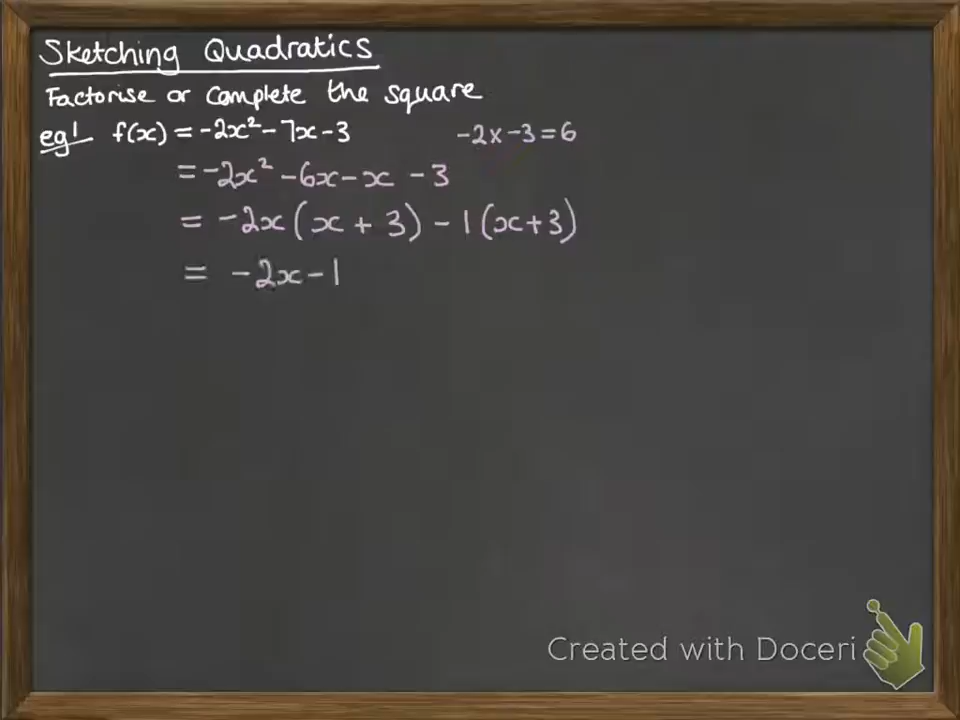 Sketching Quadratics
Factorise or complete the square
eg1 f(x) = -2x² - 7x - 3 -2x -3 = 6
= -2x² - 6x - x - 3
= -2x(x + 3) - 1(x+3)
= -2x - 1
Created with Doceri